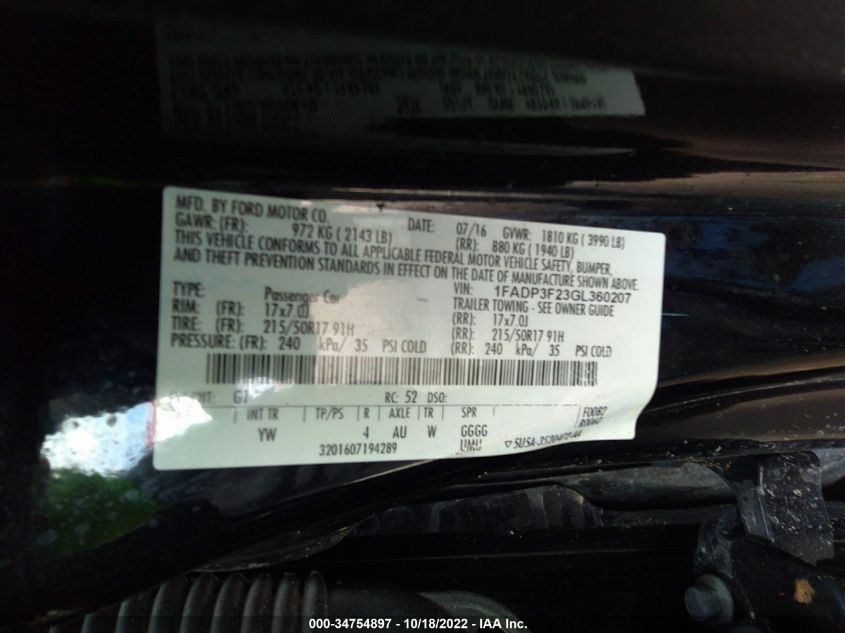 MFD. BY FORD MOTOR CO.
DATE: 07/16 GVWR: 1810 KG ( 3990 LB)
GAWR: (FR): 972 KG ( 2143 LB) (RR): 880 KG ( 1940 LB)
THIS VEHICLE CONFORMS TO ALL APPLICABLE FEDERAL MOTOR VEHICLE SAFETY, BUMPER,
AND THEFT PREVENTION STANDARDS IN EFFECT ON THE DATE OF MANUFACTURE SHOWN ABOVE.
VIN: 1FADP3F23GL360207
TYPE: Passenger Car TRAILER TOWING - SEE OWNER GUIDE
RIM: (FR): 17x7.0J (RR): 17x7.0J
TIRE: (FR): 215/50R17 91H (RR): 215/50R17 91H
PRESSURE: (FR): 240 kPa/ 35 PSI COLD (RR): 240 kPa/ 35 PSI COLD
G1 RC: 52 DSO:
INT TR TP/PS R AXLE TR SPR
YW 4 AU W GGGG
3201607194289
000-34754897 - 10/18/2022 - IAA Inc.